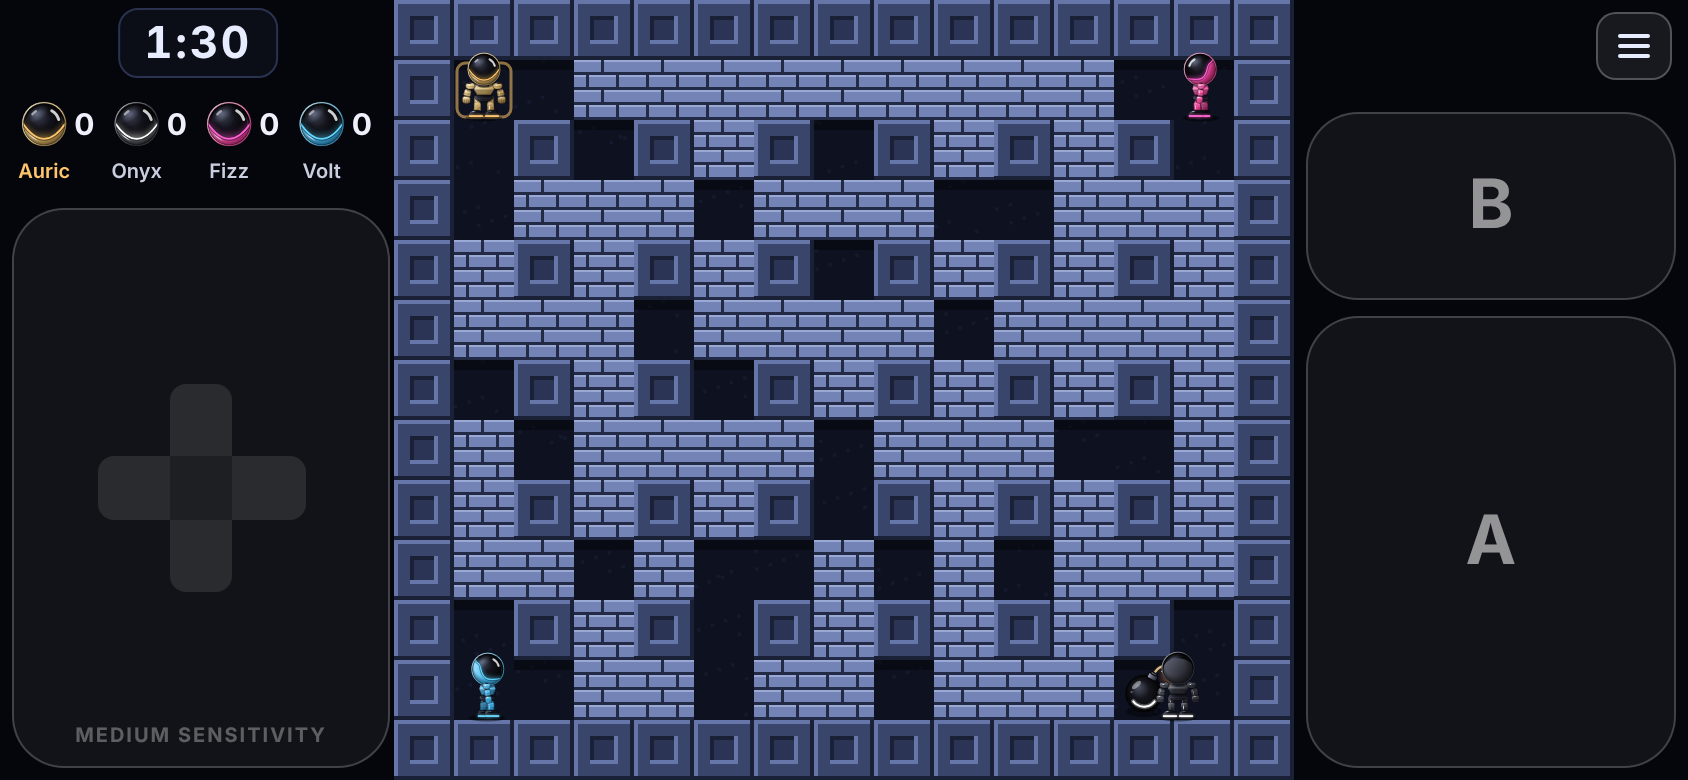 1:30
0 0 0 0
Auric Onyx Fizz Volt
B
A
MEDIUM SENSITIVITY